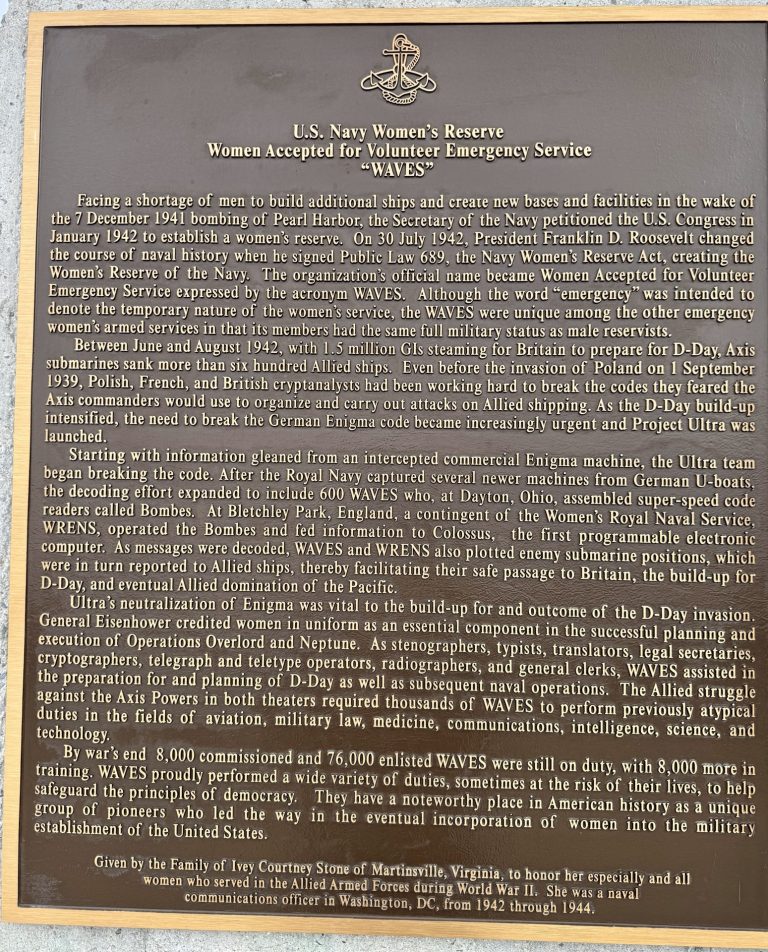 U.S. Navy Women's Reserve
Women Accepted for Volunteer Emergency Service
"WAVES"
Facing a shortage of men to build additional ships and create new bases and facilities in the wake of
the 7 December 1941 bombing of Pearl Harbor, the Secretary of the Navy petitioned the U.S. Congress in
January 1942 to establish a women's reserve. On 30 July 1942, President Franklin D. Roosevelt changed
the course of naval history when he signed Public Law 689, the Navy Women's Reserve Act, creating the
Women's Reserve of the Navy. The organization's official name became Women Accepted for Volunteer
Emergency Service expressed by the acronym WAVES. Although the word "emergency" was intended to
denote the temporary nature of the women's service, the WAVES were unique among the other emergency
women's armed services in that its members had the same full military status as male reservists.
Between June and August 1942, with 1.5 million GIs steaming for Britain to prepare for D-Day, Axis
submarines sank more than six hundred Allied ships. Even before the invasion of Poland on 1 September
1939, Polish, French, and British cryptanalysts had been working hard to break the codes they feared the
Axis commanders would use to organize and carry out attacks on Allied shipping. As the D-Day build-up
intensified, the need to break the German Enigma code became increasingly urgent and Project Ultra was
launched.
Starting with information gleaned from an intercepted commercial Enigma machine, the Ultra team
began breaking the code. After the Royal Navy captured several newer machines from German U-boats,
the decoding effort expanded to include 600 WAVES who, at Dayton, Ohio, assembled super-speed code
readers called Bombes. At Bletchley Park, England, a contingent of the Women's Royal Naval Service,
WRENS, operated the Bombes and fed information to Colossus, the first programmable electronic
computer. As messages were decoded, WAVES and WRENS also plotted enemy submarine positions, which
were in turn reported to Allied ships, thereby facilitating their safe passage to Britain, the build-up for
D-Day, and eventual Allied domination of the Pacific.
Ultra's neutralization of Enigma was vital to the build-up for and outcome of the D-Day invasion.
General Eisenhower credited women in uniform as an essential component in the successful planning and
execution of Operations Overlord and Neptune. As stenographers, typists, translators, legal secretaries,
cryptographers, telegraph and teletype operators, radiographers, and general clerks, WAVES assisted in
the preparation for and planning of D-Day as well as subsequent naval operations. The Allied struggle
against the Axis Powers in both theaters required thousands of WAVES to perform previously atypical
duties in the fields of aviation, military law, medicine, communications, intelligence, science, and
technology.
By war's end 8,000 commissioned and 76,000 enlisted WAVES were still on duty, with 8,000 more in
training. WAVES proudly performed a wide variety of duties, sometimes at the risk of their lives, to help
safeguard the principles of democracy. They have a noteworthy place in American history as a unique
group of pioneers who led the way in the eventual incorporation of women into the military
establishment of the United States.
Given by the Family of Ivey Courtney Stone of Martinsville, Virginia, to honor her especially and all
women who served in the Allied Armed Forces during World War II. She was a naval
communications officer in Washington, DC, from 1942 through 1944.